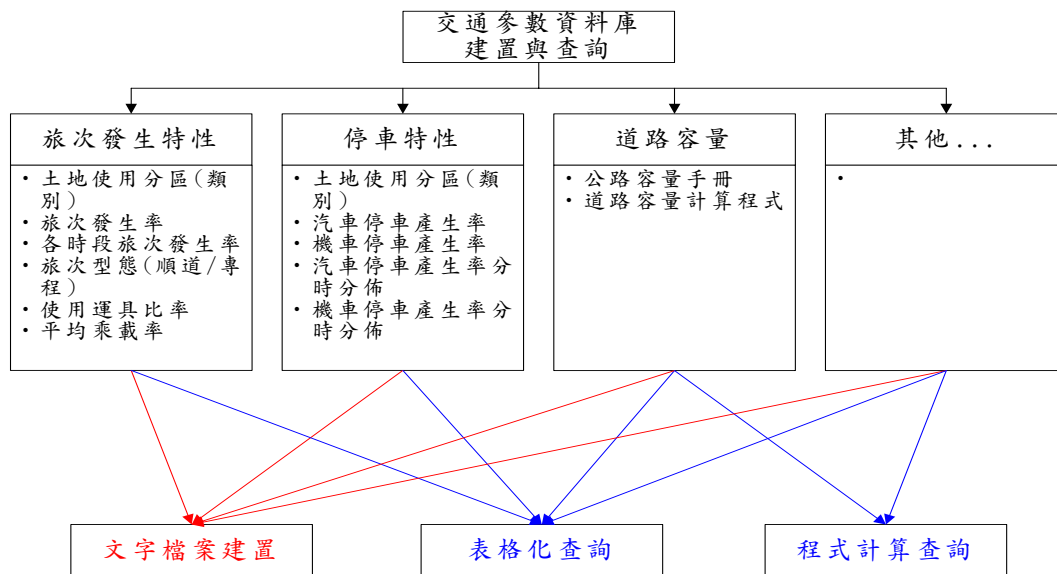 交通參數資料庫
建置與查詢
旅次發生特性
・土地使用分區(類
別)
・旅次發生率
・各時段旅次發生率
・旅次型態(順道/專
程)
・使用運具比率
・平均乘載率
停車特性
・土地使用分區(類
別)
・汽車停車產生率
・機車停車產生率
・汽車停車產生率分
時分佈
・機車停車產生率分
時分佈
道路容量
・公路容量手冊
・道路容量計算程式
其他...
・
文字檔案建置
表格化查詢
程式計算查詢